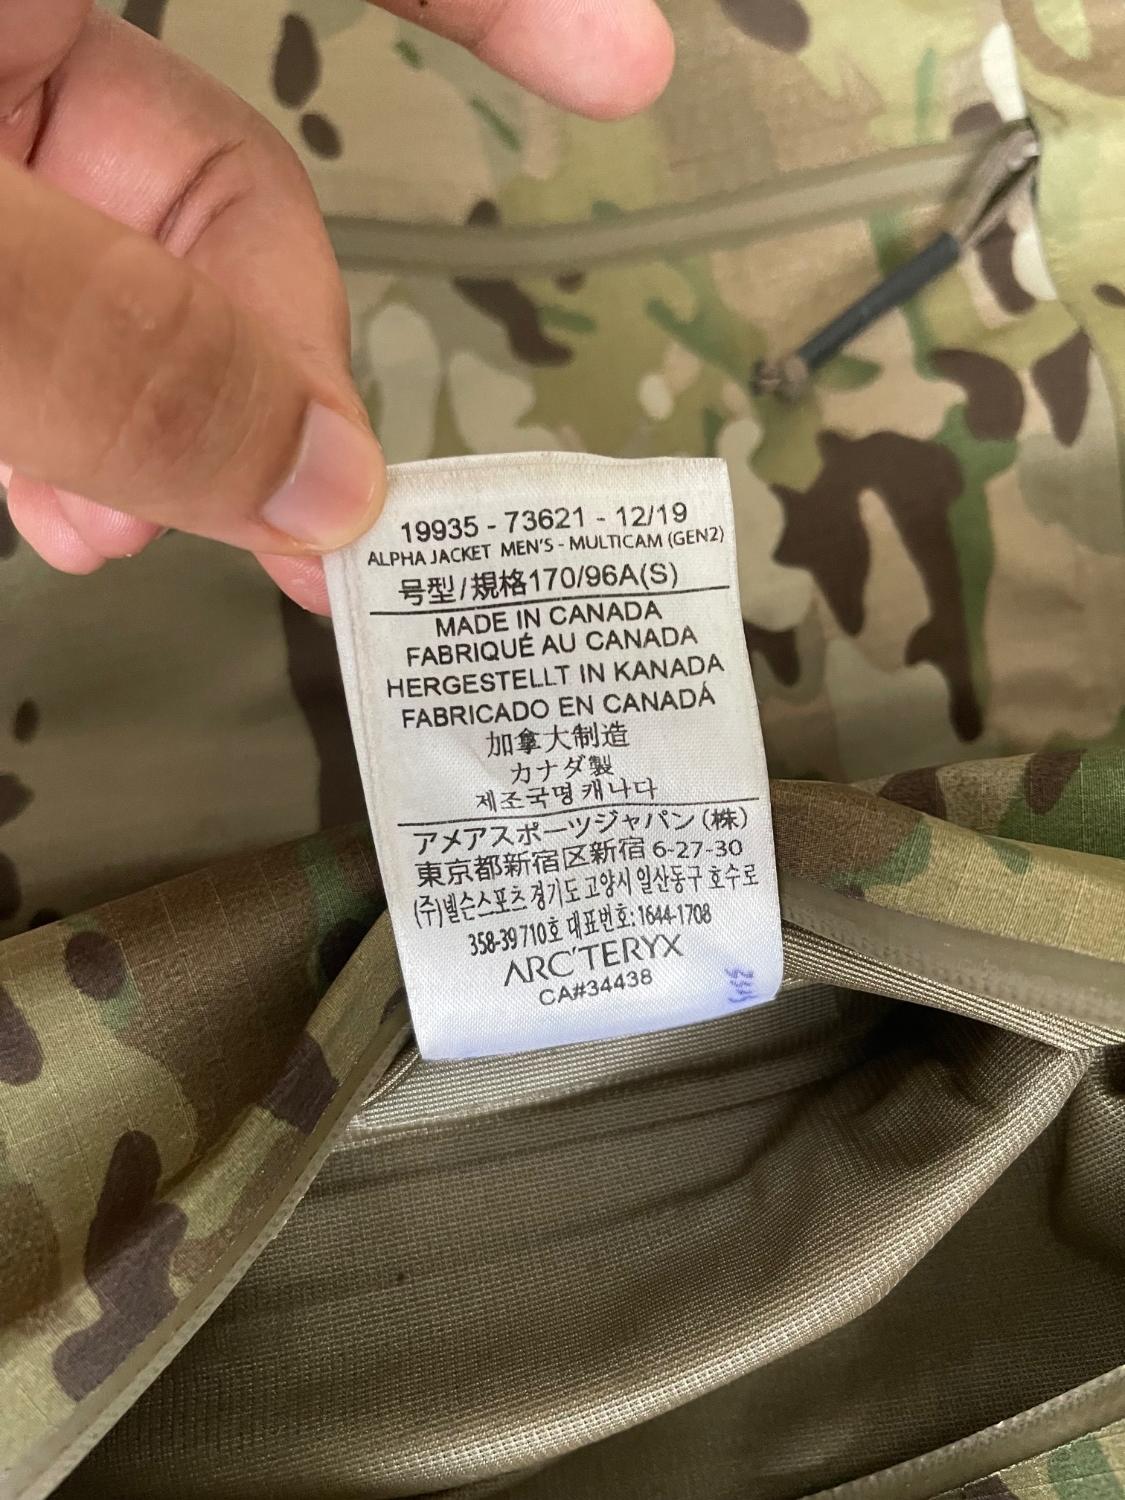 19935 - 73621 - 12/19
ALPHA JACKET MEN'S - MULTICAM (GEN2)
号型/規格170/96A(S)
MADE IN CANADA
FABRIQUÉ AU CANADA
HERGESTELLT IN KANADA
FABRICADO EN CANADÁ
加拿大制造
カナダ製
제조국명 캐나다
アメアスポーツジャパン(株)
東京都新宿区新宿 6-27-30
(주)넬슨스포츠 경기도 고양시 일산동구 호수로
358-39 710호 대표번호: 1644-1708
ARC'TERYX
CA#34438